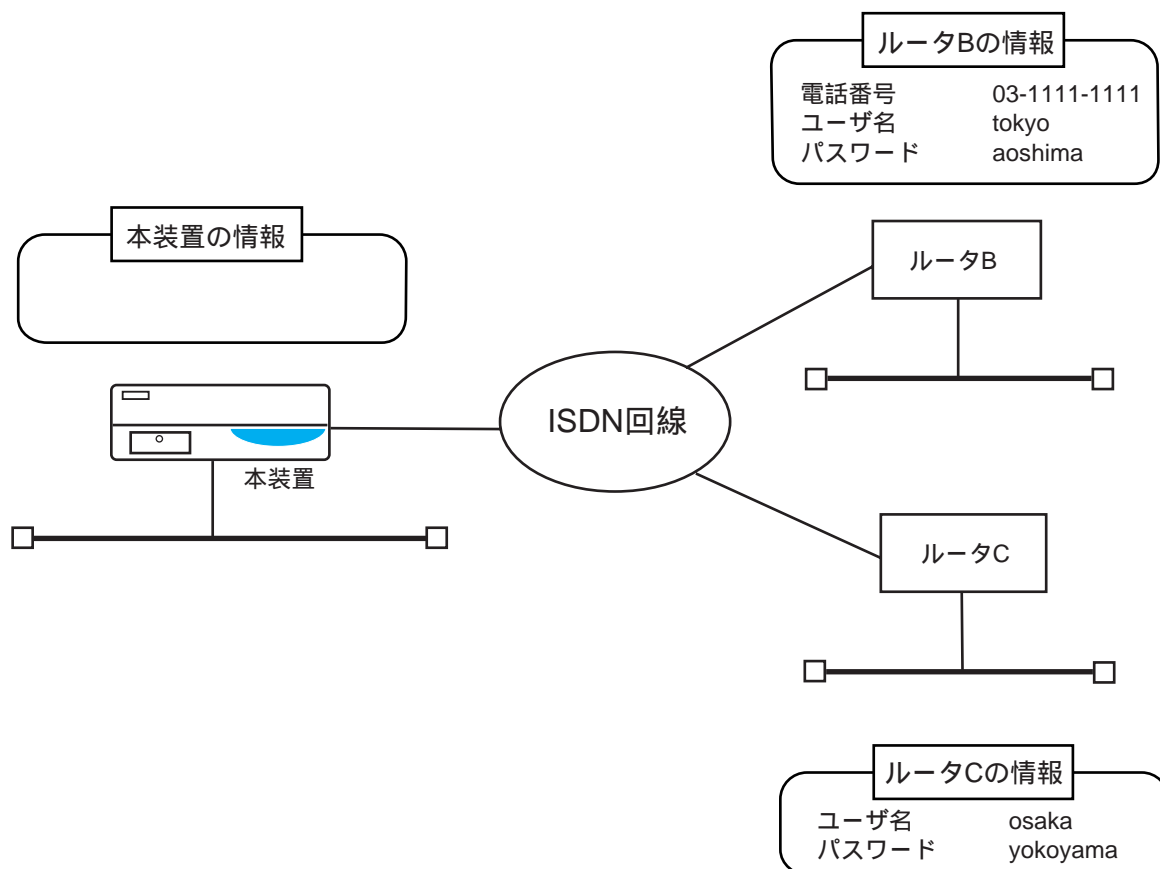 ルータBの情報
電話番号 03-1111-1111
ユーザ名 tokyo
パスワード aoshima
本装置の情報
ルータB
ISDN回線
本装置
ルータC
ルータCの情報
ユーザ名 osaka
パスワード yokoyama